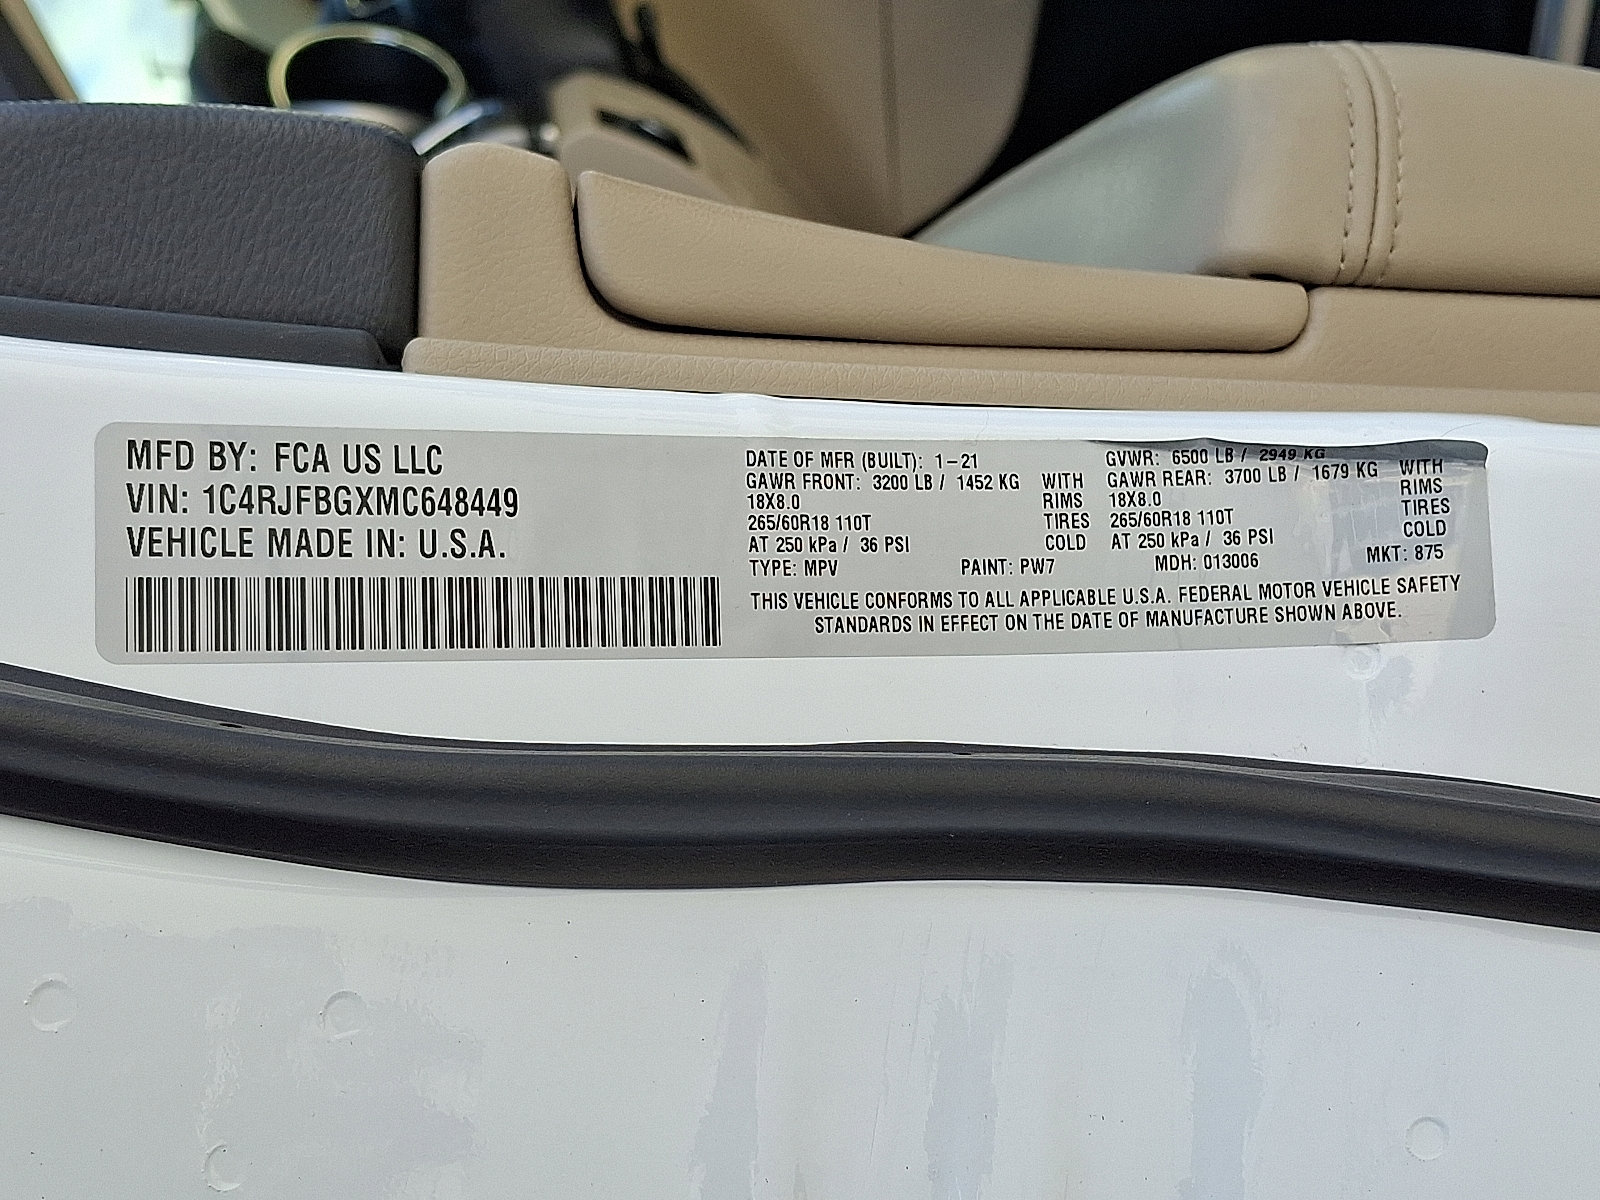 MFD BY: FCA US LLC
VIN: 1C4RJFBGXMC648449
VEHICLE MADE IN: U.S.A.
DATE OF MFR (BUILT): 1-21
GAWR FRONT: 3200 LB / 1452 KG WITH
18X8.0 RIMS
265/60R18 110T TIRES
AT 250 kPa / 36 PSI COLD
GVWR: 6500 LB / 2949 KG
GAWR REAR: 3700 LB / 1679 KG WITH
18X8.0 RIMS
265/60R18 110T TIRES
AT 250 kPa / 36 PSI COLD
TYPE: MPV PAINT: PW7 MDH: 013006 MKT: 875
THIS VEHICLE CONFORMS TO ALL APPLICABLE U.S.A. FEDERAL MOTOR VEHICLE SAFETY
STANDARDS IN EFFECT ON THE DATE OF MANUFACTURE SHOWN ABOVE.